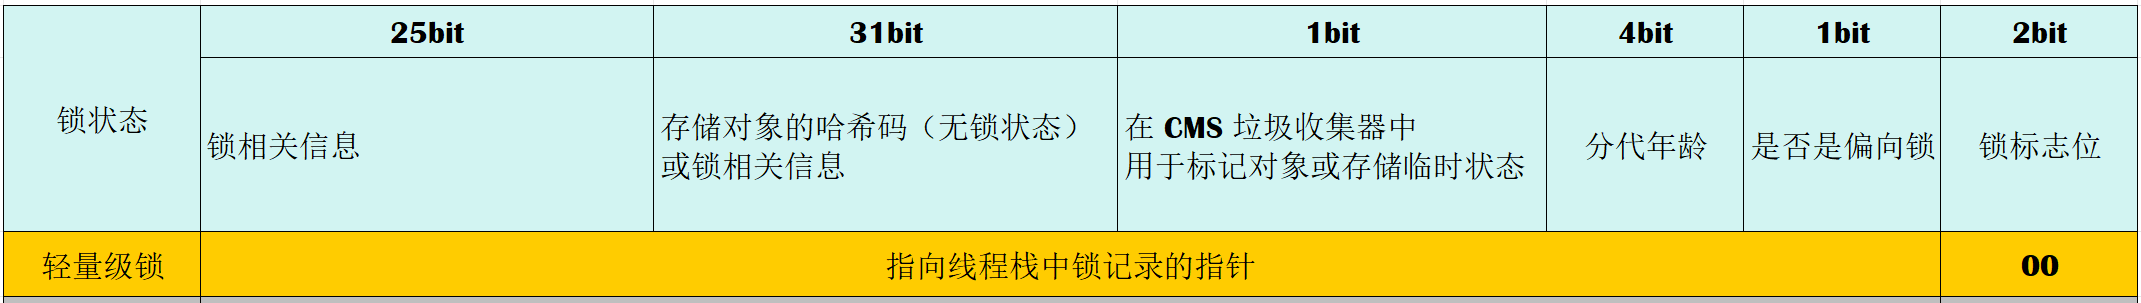 25bit 31bit 1bit 4bit 1bit 2bit
锁状态
锁相关信息
存储对象的哈希码（无锁状态）
或锁相关信息
在 CMS 垃圾收集器中
用于标记对象或存储临时状态
分代年龄
是否是偏向锁
锁标志位
轻量级锁 指向线程栈中锁记录的指针 00